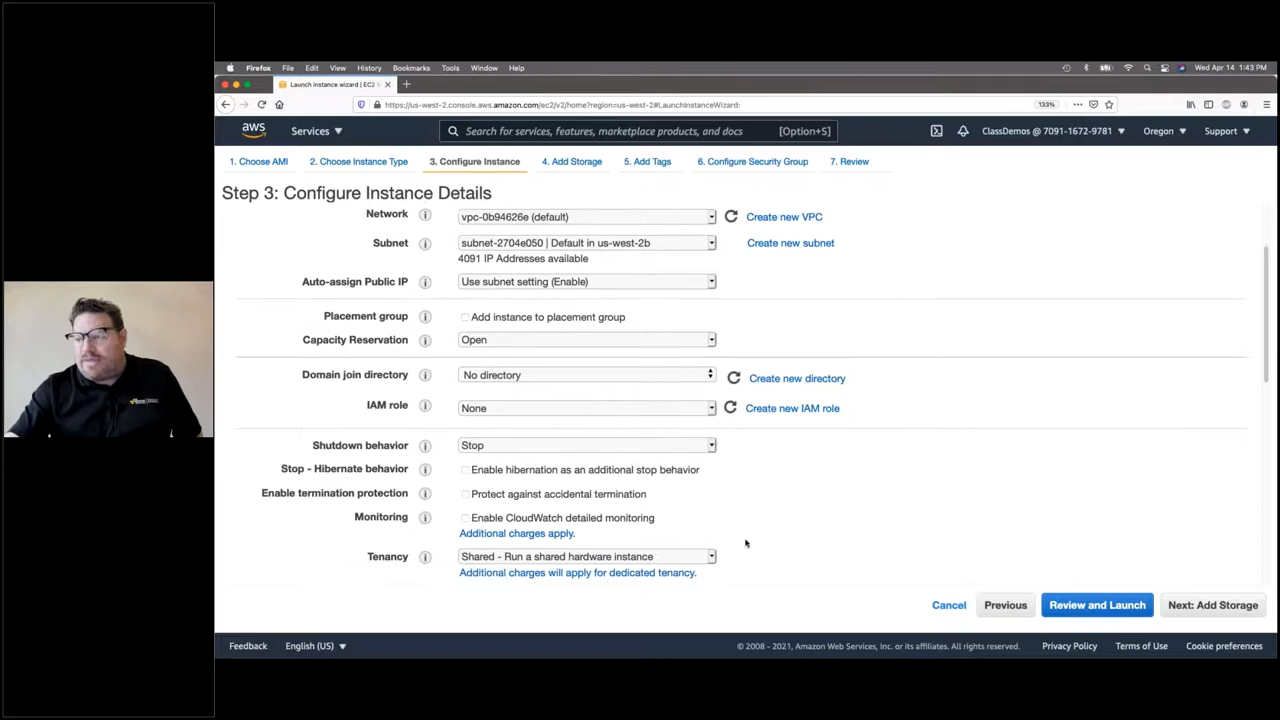 Firefox File Edit View History Bookmarks Tools Window Help Wed Apr 14 1:43 PM
Launch instance wizard | EC2
https://us-west-2.console.aws.amazon.com/ec2/v2/home?region=us-west-2#LaunchInstanceWizard: 133%
aws Services Search for services, features, marketplace products, and docs [Option+S] ClassDemos @ 7091-1672-9781 Oregon Support
1. Choose AMI 2. Choose Instance Type 3. Configure Instance 4. Add Storage 5. Add Tags 6. Configure Security Group 7. Review
Step 3: Configure Instance Details
Network vpc-0b94626e (default) Create new VPC
Subnet subnet-2704e050 | Default in us-west-2b Create new subnet
4091 IP Addresses available
Auto-assign Public IP Use subnet setting (Enable)
Placement group Add instance to placement group
Capacity Reservation Open
Domain join directory No directory Create new directory
IAM role None Create new IAM role
Shutdown behavior Stop
Stop - Hibernate behavior Enable hibernation as an additional stop behavior
Enable termination protection Protect against accidental termination
Monitoring Enable CloudWatch detailed monitoring
Additional charges apply.
Tenancy Shared - Run a shared hardware instance
Additional charges will apply for dedicated tenancy.
Cancel Previous Review and Launch Next: Add Storage
Feedback English (US) © 2008 - 2021, Amazon Web Services, Inc. or its affiliates. All rights reserved. Privacy Policy Terms of Use Cookie preferences